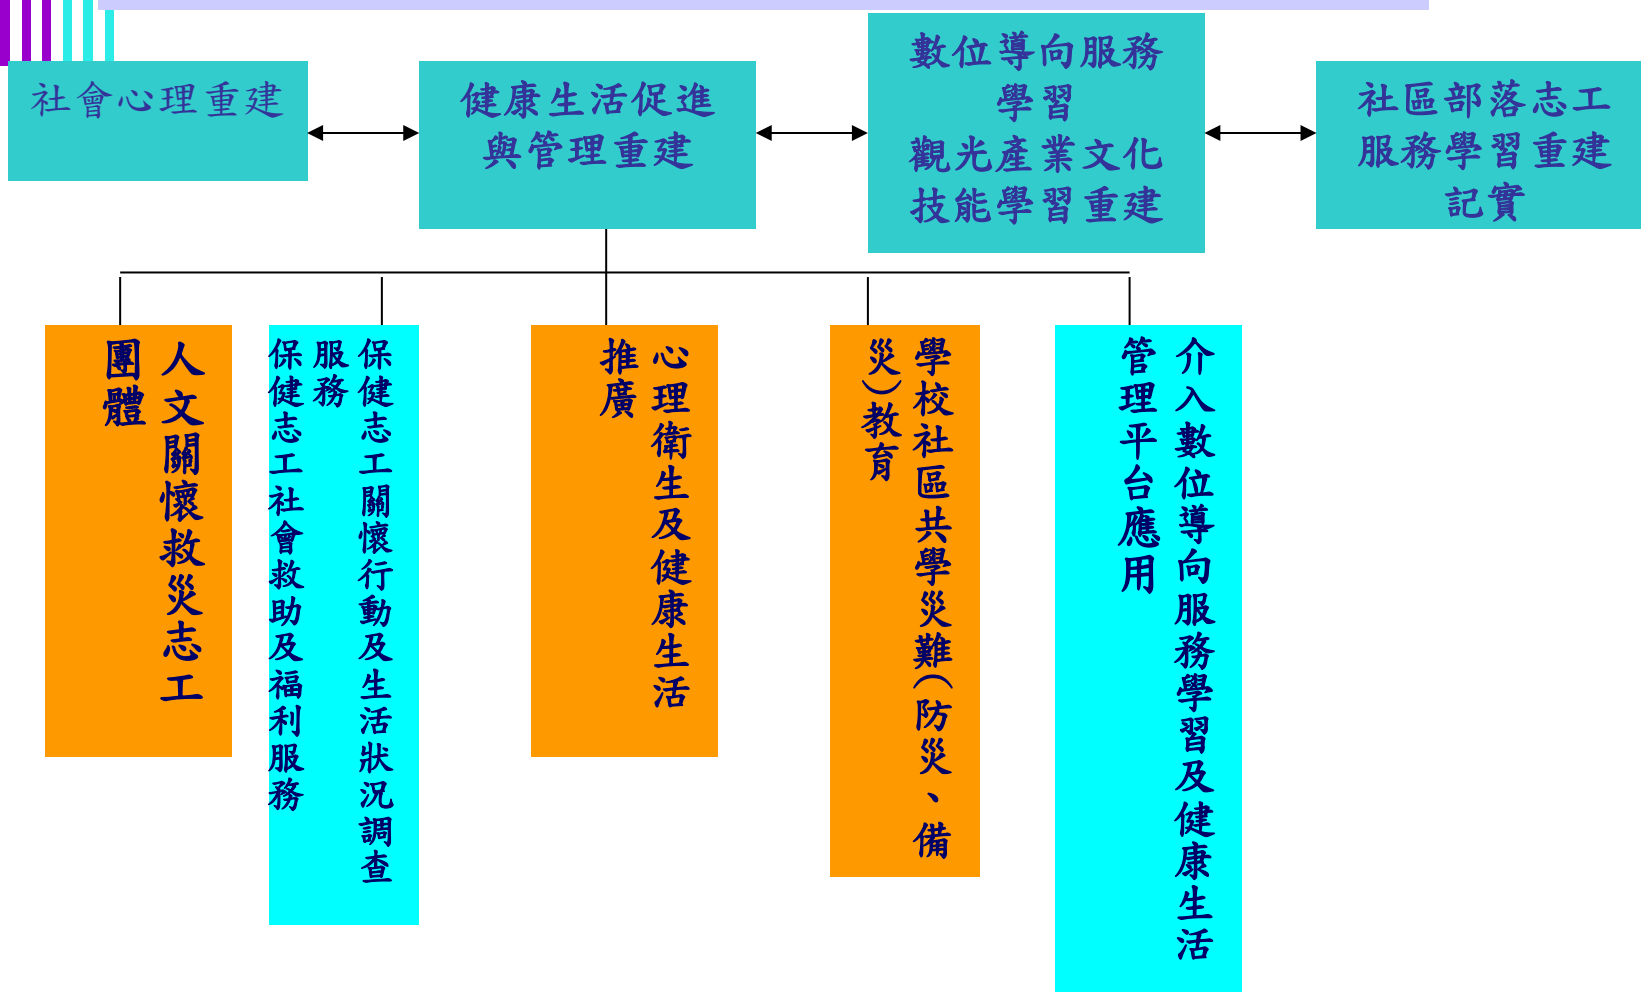 社會心理重建
健康生活促進
與管理重建
數位導向服務
學習
觀光產業文化
技能學習重建
社區部落志工
服務學習重建
記實
人文關懷救災志工
團體
保健志工關懷行動及生活狀況調查
服務
保健志工社會救助及福利服務
心理衛生及健康生活
推廣
學校社區共學災難(防災、備
災)教育
介入數位導向服務學習及健康生活
管理平台應用